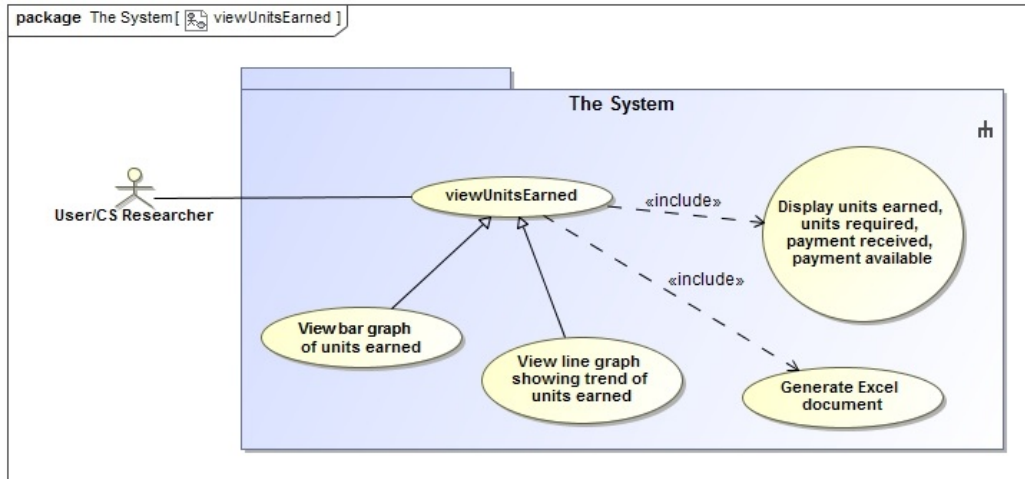 package The System[ viewUnitsEarned ]
The System
User/CS Researcher
viewUnitsEarned
«include»
Display units earned,
units required,
payment received,
payment available
«include»
View bar graph
of units earned
View line graph
showing trend of
units earned
Generate Excel
document